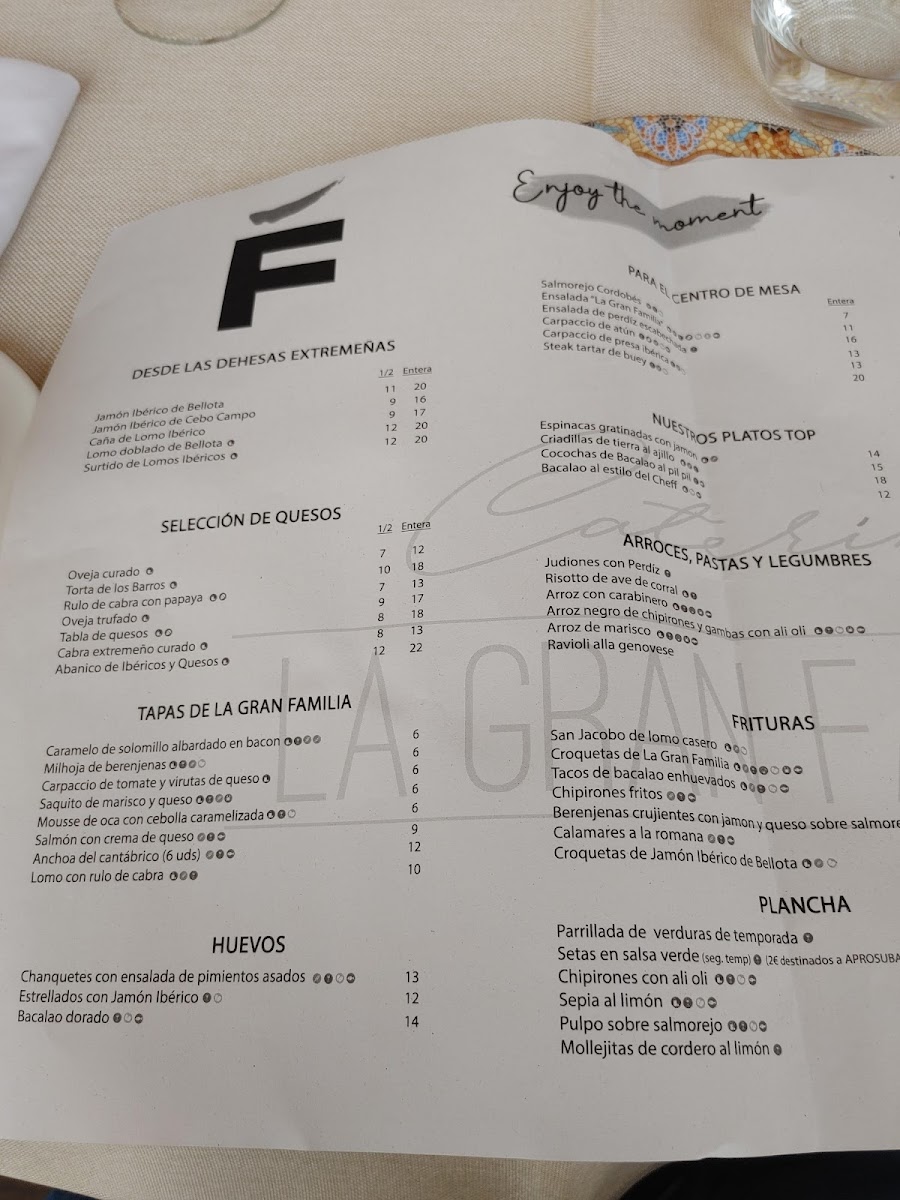 F
DESDE LAS DEHESAS EXTREMEÑAS
1/2 Entera
Jamón Ibérico de Bellota 11 20
Jamón Ibérico de Cebo Campo 9 16
Caña de Lomo Ibérico 9 17
Lomo doblado de Bellota 12 20
Surtido de Lomos Ibéricos 12 20
SELECCIÓN DE QUESOS
1/2 Entera
Oveja curado 7 12
Torta de los Barros 10 18
Rulo de cabra con papaya 7 13
Oveja trufado 9 17
Tabla de quesos 8 18
Cabra extremeño curado 8 13
Abanico de Ibéricos y Quesos 12 22
TAPAS DE LA GRAN FAMILIA
Caramelo de solomillo albardado en bacon 6
Milhoja de berenjenas 6
Carpaccio de tomate y virutas de queso 6
Saquito de marisco y queso 6
Mousse de oca con cebolla caramelizada 6
Salmón con crema de queso 9
Anchoa del cantábrico (6 uds) 12
Lomo con rulo de cabra 10
HUEVOS
Chanquetes con ensalada de pimientos asados 13
Estrellados con Jamón Ibérico 12
Bacalao dorado 14
Enjoy the moment
PARA EL CENTRO DE MESA
Entera
Salmorejo Cordobés 7
Ensalada "La Gran Familia" 11
Ensalada de perdiz escabechada 16
Carpaccio de atún 13
Carpaccio de presa ibérica 13
Steak tartar de buey 20
NUESTROS PLATOS TOP
Espinacas gratinadas con jamon 14
Criadillas de tierra al ajillo 15
Cocochas de Bacalao al pil pil 18
Bacalao al estilo del Cheff 12
ARROCES, PASTAS Y LEGUMBRES
Judiones con Perdiz
Risotto de ave de corral
Arroz con carabinero
Arroz negro de chipirones y gambas con ali oli
Arroz de marisco
Ravioli alla genovese
FRITURAS
San Jacobo de lomo casero
Croquetas de La Gran Familia
Tacos de bacalao enhuevados
Chipirones fritos
Berenjenas crujientes con jamon y queso sobre salmore
Calamares a la romana
Croquetas de Jamón Ibérico de Bellota
PLANCHA
Parrillada de verduras de temporada
Setas en salsa verde (seg. temp) (2€ destinados a APROSUBA
Chipirones con ali oli
Sepia al limón
Pulpo sobre salmorejo
Mollejitas de cordero al limón
Caterin
LA GRAN F